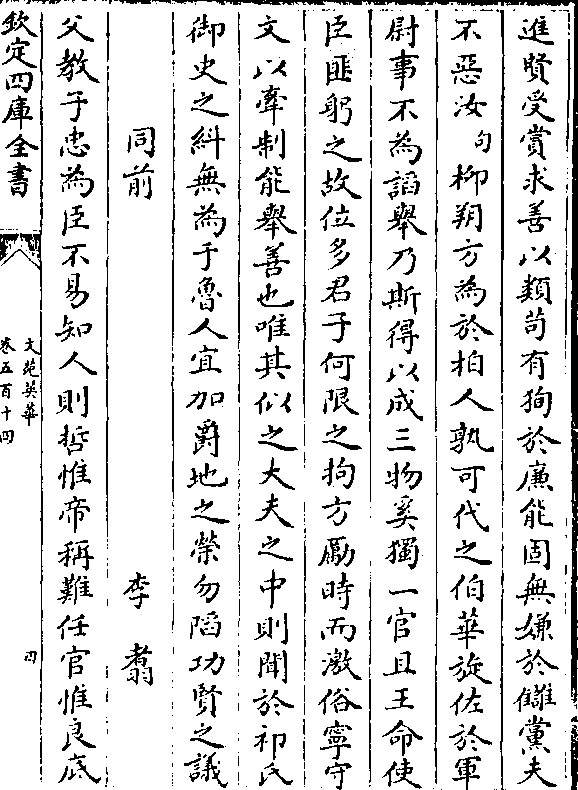 進賢受賞求善以類苟有狥於廉能固無嫌於讎黨夫
不惡汝句柳朔方為於柏人孰可代之伯華旋佐於軍
尉事不為謟舉乃斯得以成三物奚獨一官且王命使
臣匪躬之故位多君子何限之拘方勵時而激俗寧守
文以牽制能舉善也唯其似之大夫之中則聞於祁氏
御史之糾無為于魯人宜加爵地之榮勿䧟功賢之議
同前 李翥
父教子忠為臣不易知人則哲惟帝稱難任官惟良底
欽定四庫全書
文苑英華
卷五百十四
四